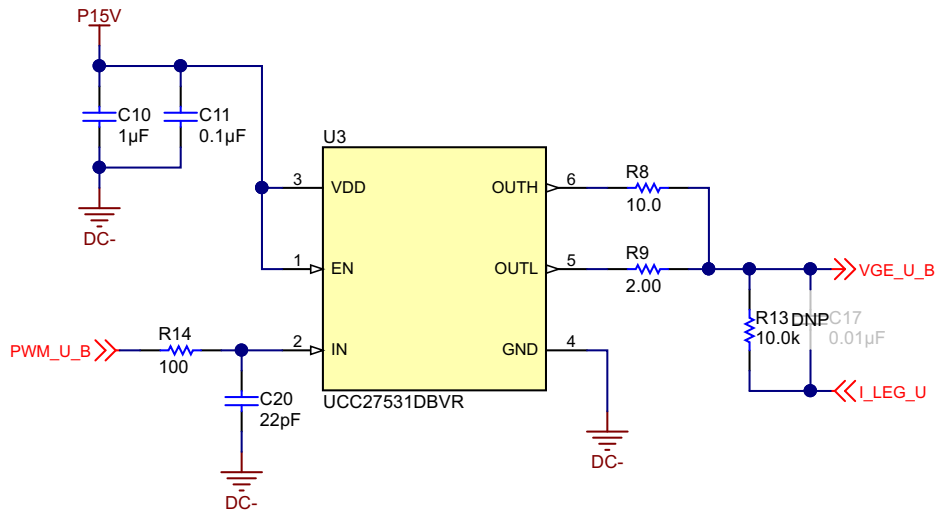 P15V
C10
1µF
C11
0.1µF
DC-
U3
3
VDD
1
EN
2
IN
OUTH
6
OUTL
5
GND
4
UCC27531DBVR
R8
10.0
R9
2.00
VGE_U_B
R13
10.0k
DNP
C17
0.01µF
I_LEG_U
DC-
PWM_U_B
R14
100
C20
22pF
DC-